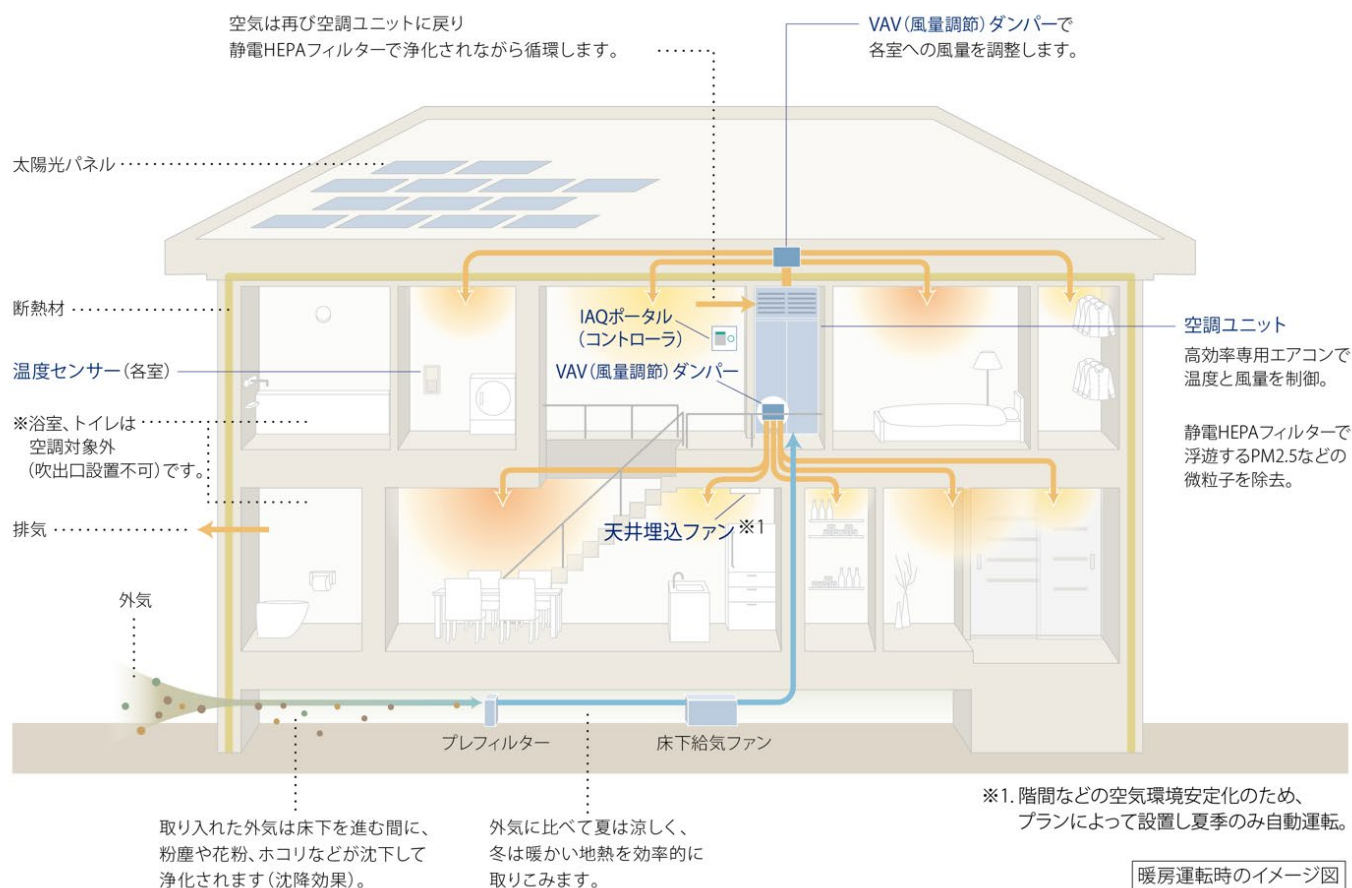 空気は再び空調ユニットに戻り
静電HEPAフィルターで浄化されながら循環します。
VAV(風量調節)ダンパーで
各室への風量を調整します。
太陽光パネル
断熱材
IAQポータル
(コントローラ)
空調ユニット
高効率専用エアコンで
温度と風量を制御。
温度センサー(各室)
VAV(風量調節)ダンパー
※浴室、トイレは
空調対象外
(吹出口設置不可)です。
静電HEPAフィルターで
浮遊するPM2.5などの
微粒子を除去。
排気
天井埋込ファン※1
外気
プレフィルター
床下給気ファン
※1. 階間などの空気環境安定化のため、
プランによって設置し夏季のみ自動運転。
取り入れた外気は床下を進む間に、
粉塵や花粉、ホコリなどが沈下して
浄化されます(沈降効果)。
外気に比べて夏は涼しく、
冬は暖かい地熱を効率的に
取りこみます。
暖房運転時のイメージ図